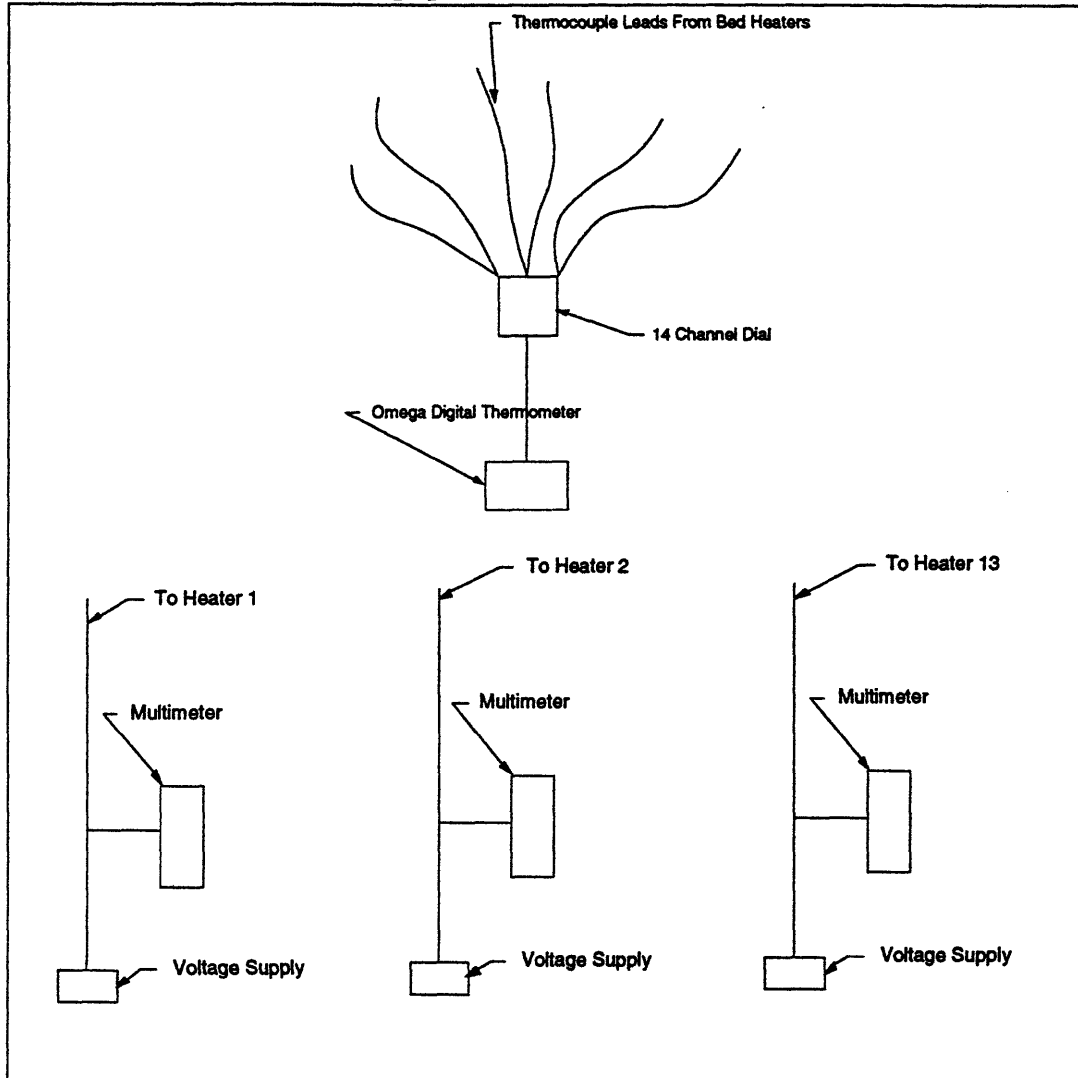 Thermocouple Leads From Bed Heaters
14 Channel Dial
Omega Digital Thermometer
To Heater 1
To Heater 2
To Heater 13
Multimeter
Multimeter
Multimeter
Voltage Supply
Voltage Supply
Voltage Supply